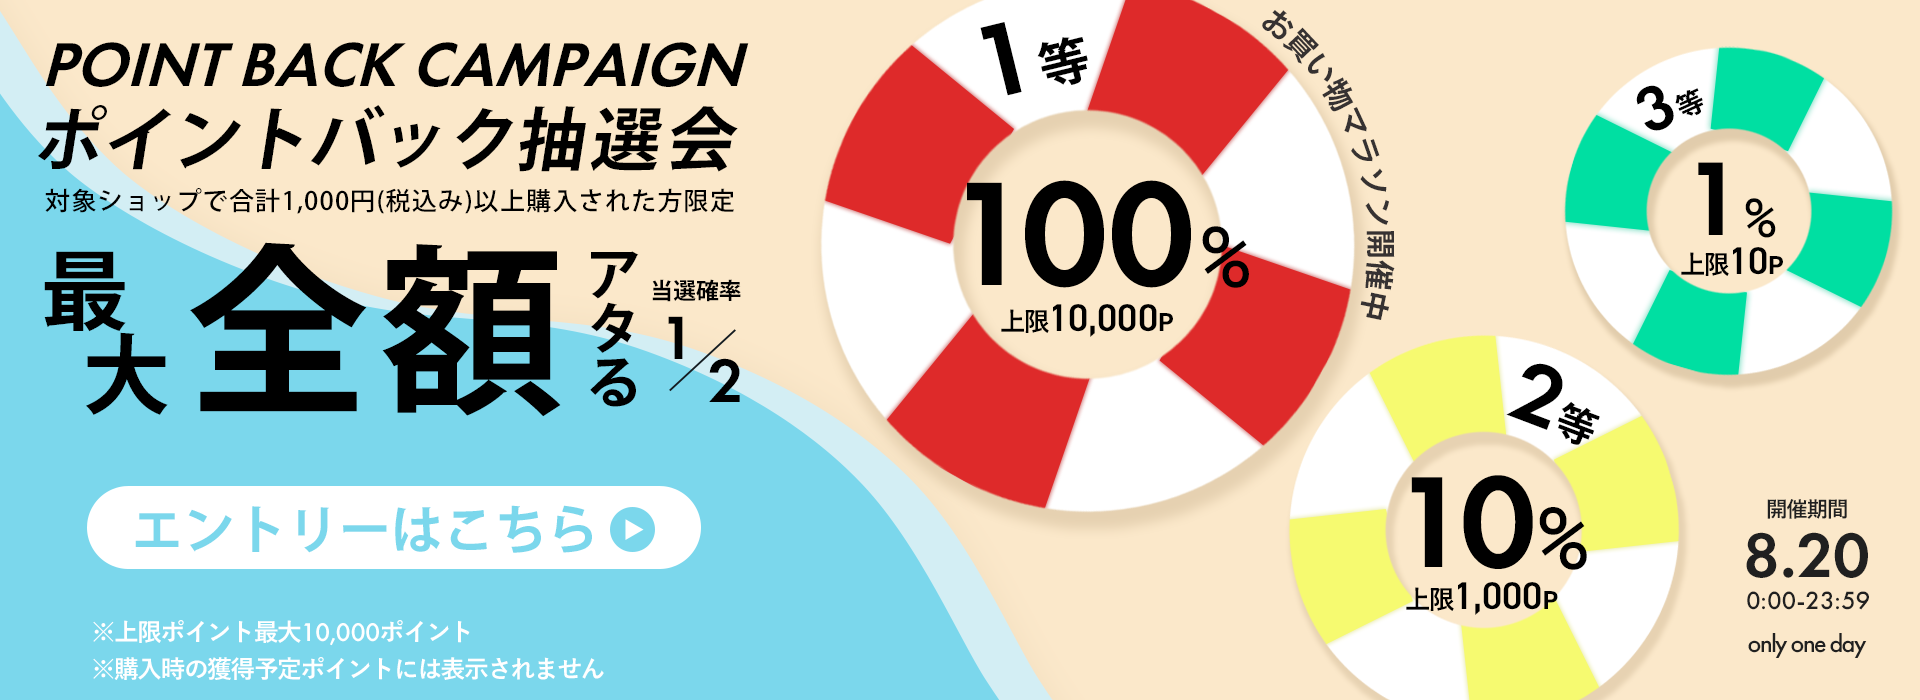 POINT BACK CAMPAIGN
ポイントバック抽選会
対象ショップで合計1,000円(税込み)以上購入された方限定
最大
全額
アタる
当選確率
1/2
エントリーはこちら
※上限ポイント最大10,000ポイント
※購入時の獲得予定ポイントには表示されません
1等
100%
上限10,000P
お買い物マラソン開催中
2等
10%
上限1,000P
3等
1%
上限10P
開催期間
8.20
0:00-23:59
only one day